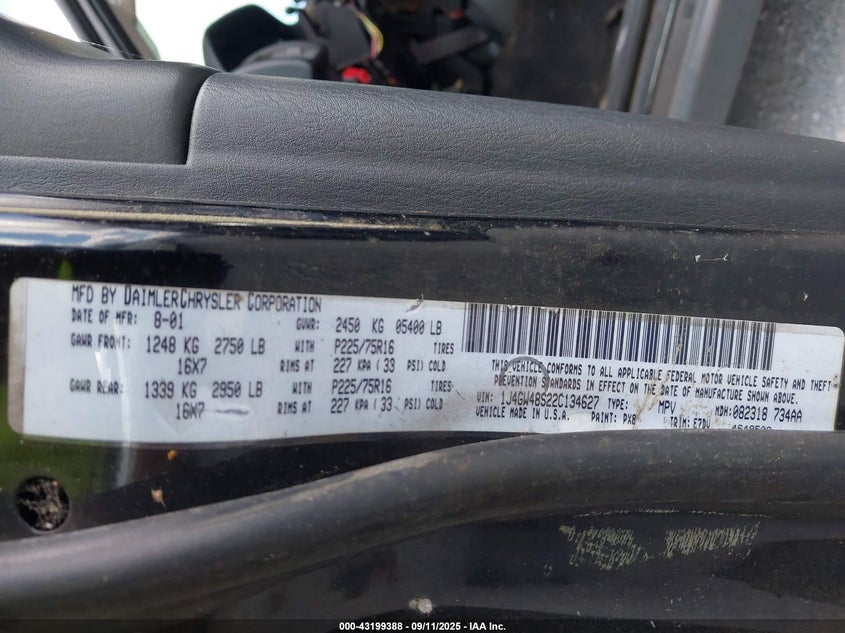 MFD BY DAIMLERCHRYSLER CORPORATION
DATE OF MFR: 8-01 GVWR: 2450 KG 05400 LB
GAWR FRONT: 1248 KG 2750 LB WITH P225/75R16 TIRES
16X7 RIMS AT 227 KPA ( 33 PSI) COLD
GAWR REAR: 1339 KG 2950 LB WITH P225/75R16 TIRES
16X7 RIMS AT 227 KPA ( 33 PSI) COLD
THIS VEHICLE CONFORMS TO ALL APPLICABLE FEDERAL MOTOR VEHICLE SAFETY AND THEFT
PREVENTION STANDARDS IN EFFECT ON THE DATE OF MANUFACTURE SHOWN ABOVE.
VIN: 1J4GW48S22C134627 TYPE: MPV MDH: 082318 734AA
VEHICLE MADE IN U.S.A. PAINT: PX8 TRIM:
000-43199388 - 09/11/2025 - IAA Inc.